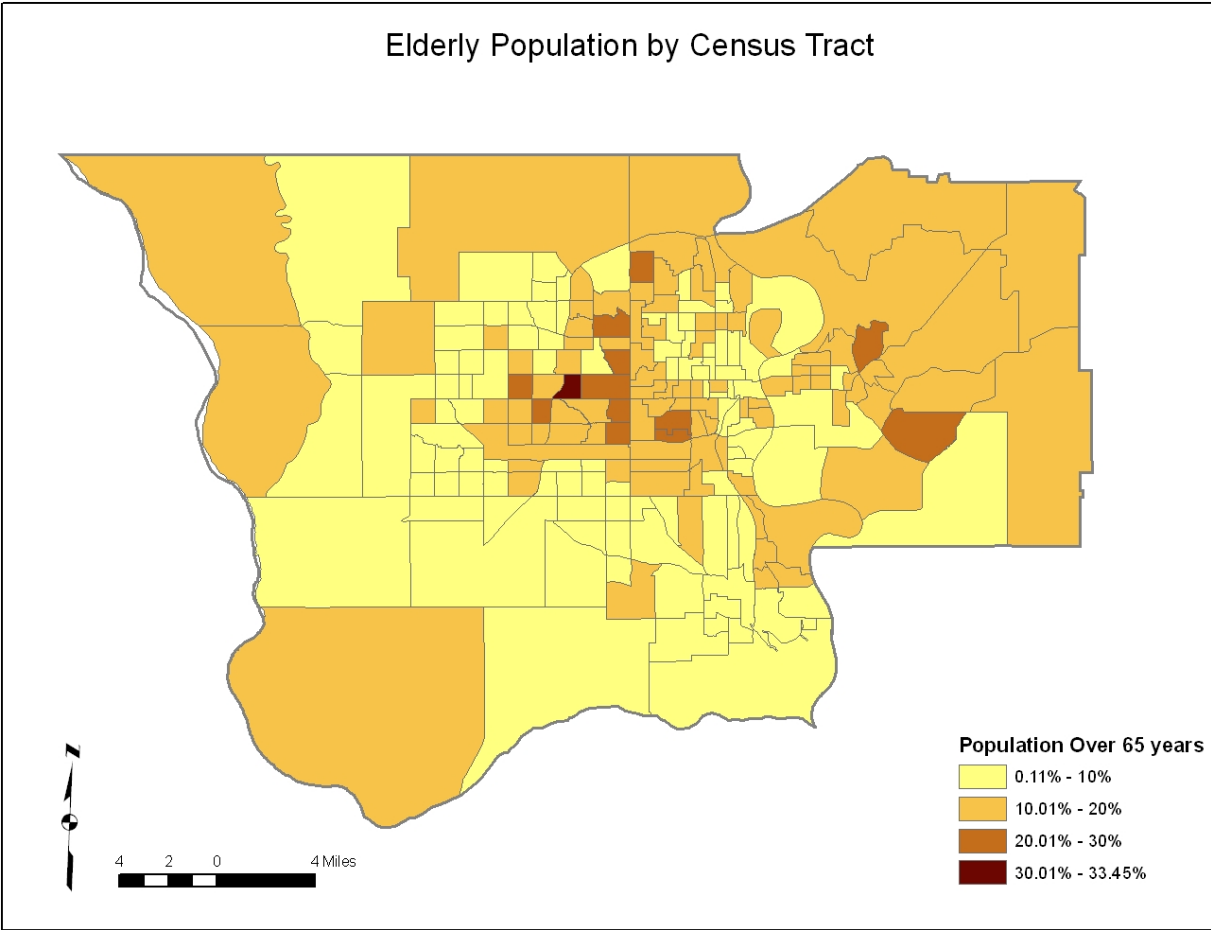 Elderly Population by Census Tract
Population Over 65 years
0.11% - 10%
10.01% - 20%
20.01% - 30%
30.01% - 33.45%
N
4 2 0 4 Miles